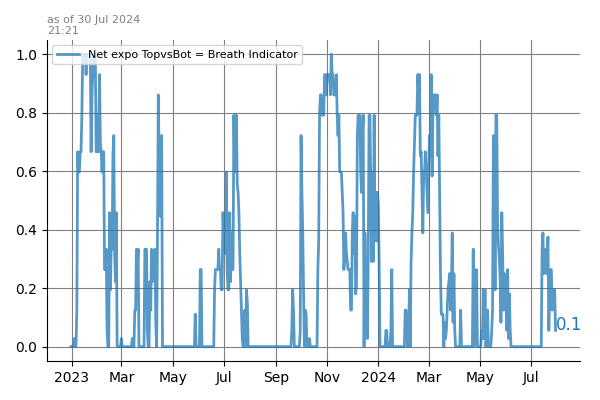 as of 30 Jul 2024
21:21
Net expo TopvsBot = Breath Indicator
1.0
0.8
0.6
0.4
0.2
0.0
0.1
2023 Mar May Jul Sep Nov 2024 Mar May Jul